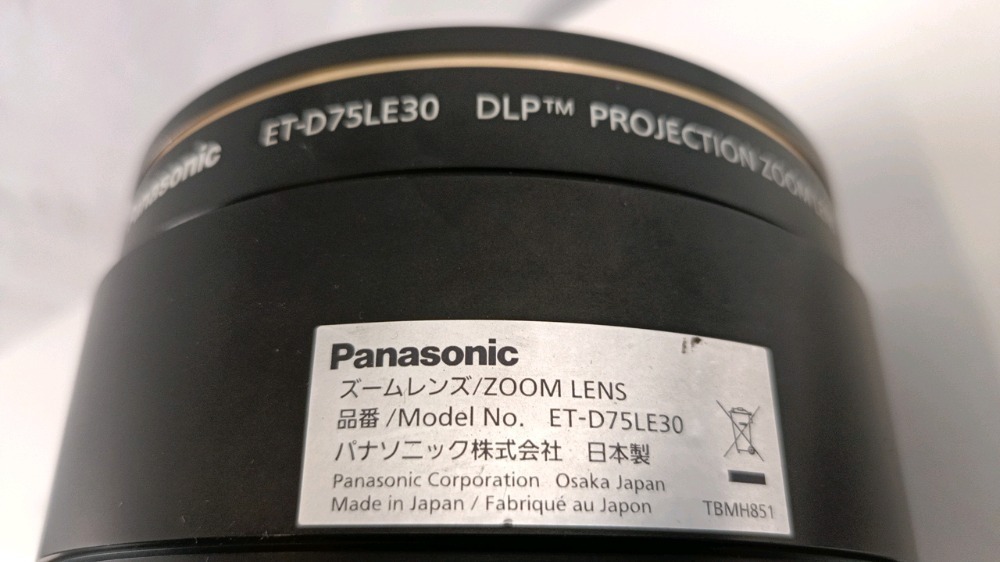 Panasonic ET-D75LE30 DLP™ PROJECTION ZOOM
Panasonic
ズームレンズ/ZOOM LENS
品番/Model No. ET-D75LE30
パナソニック株式会社 日本製
Panasonic Corporation Osaka Japan
Made in Japan / Fabriqué au Japon
TBMH851